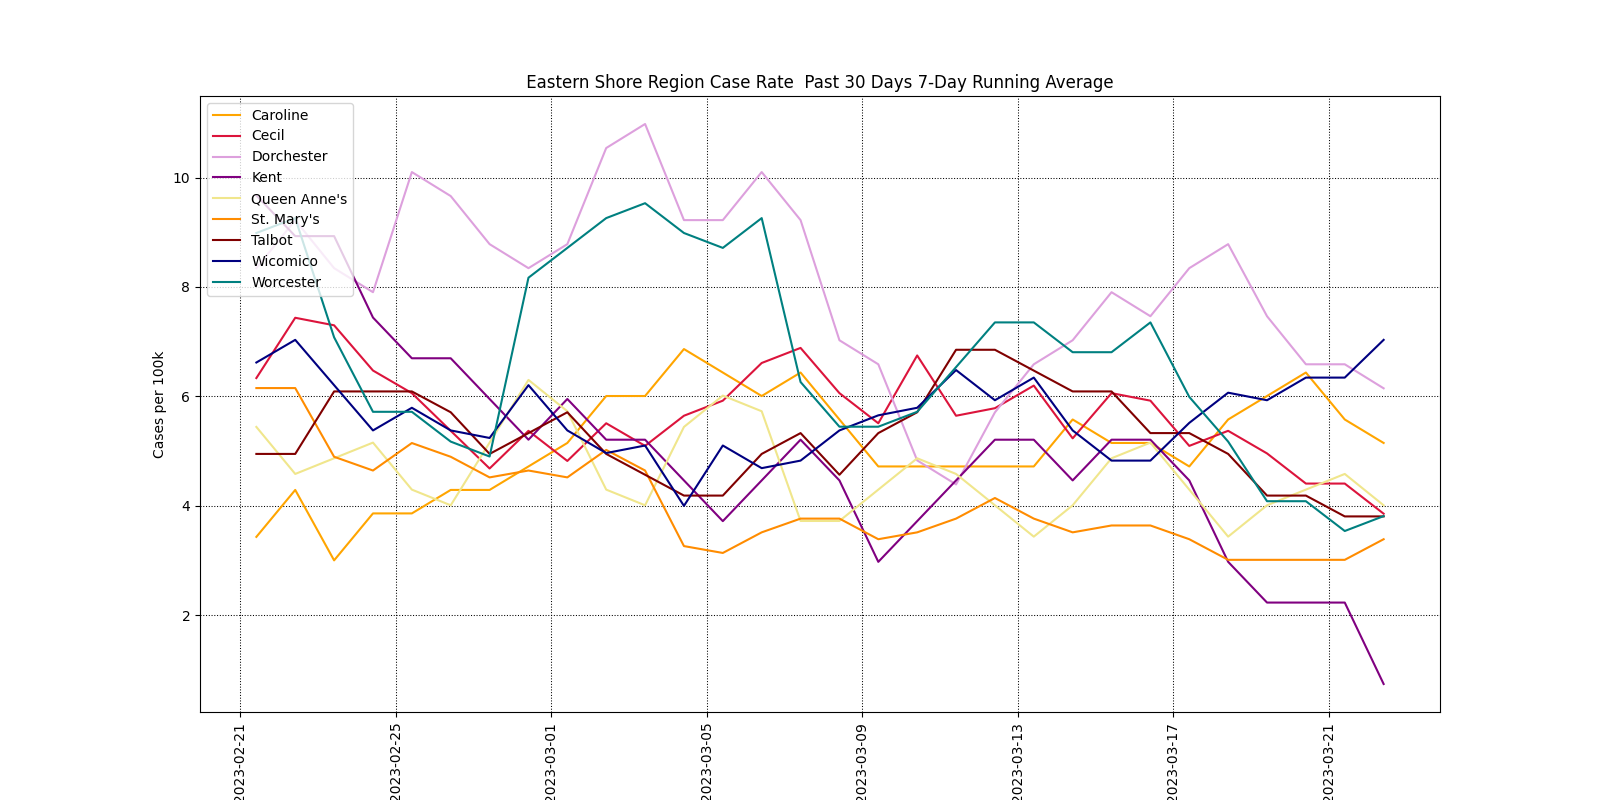 Eastern Shore Region Case Rate  Past 30 Days 7-Day Running Average
Caroline
Cecil
Dorchester
Kent
Queen Anne's
St. Mary's
Talbot
Wicomico
Worcester
Cases per 100k
10
8
6
4
2
2023-02-21
2023-02-25
2023-03-01
2023-03-05
2023-03-09
2023-03-13
2023-03-17
2023-03-21